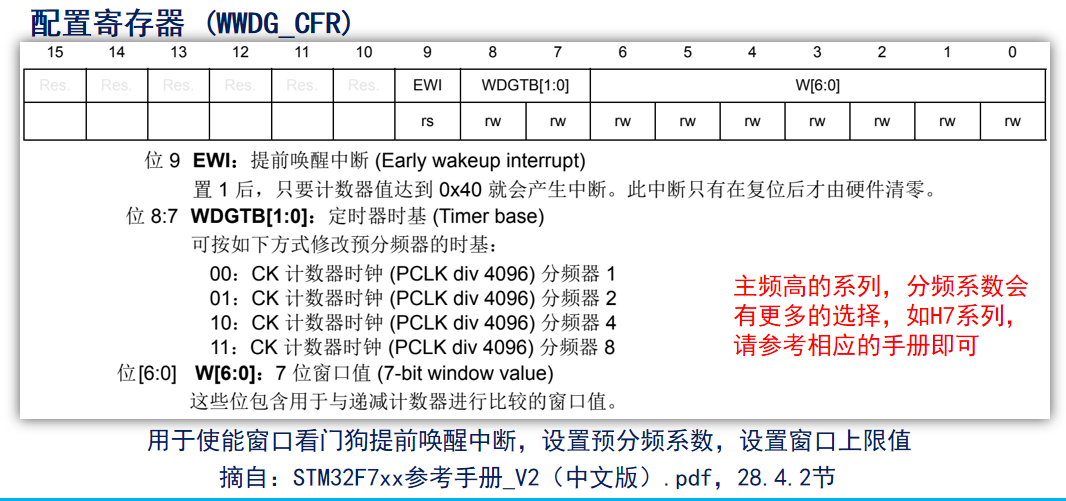 配置寄存器 (WWDG_CFR)
15 14 13 12 11 10 9 8 7 6 5 4 3 2 1 0
Res. Res. Res. Res. Res. Res. EWI WDGTB[1:0] W[6:0]
rs rw rw rw rw rw rw rw rw rw
位 9 EWI：提前唤醒中断 (Early wakeup interrupt)
置 1 后，只要计数器值达到 0x40 就会产生中断。此中断只有在复位后才由硬件清零。
位 8:7 WDGTB[1:0]：定时器时基 (Timer base)
可按如下方式修改预分频器的时基：
00：CK 计数器时钟 (PCLK div 4096) 分频器 1
01：CK 计数器时钟 (PCLK div 4096) 分频器 2
10：CK 计数器时钟 (PCLK div 4096) 分频器 4
11：CK 计数器时钟 (PCLK div 4096) 分频器 8
主频高的系列，分频系数会
有更多的选择，如H7系列，
请参考相应的手册即可
位[6:0] W[6:0]：7 位窗口值 (7-bit window value)
这些位包含用于与递减计数器进行比较的窗口值。
用于使能窗口看门狗提前唤醒中断，设置预分频系数，设置窗口上限值
摘自：STM32F7xx参考手册_V2（中文版）.pdf，28.4.2节